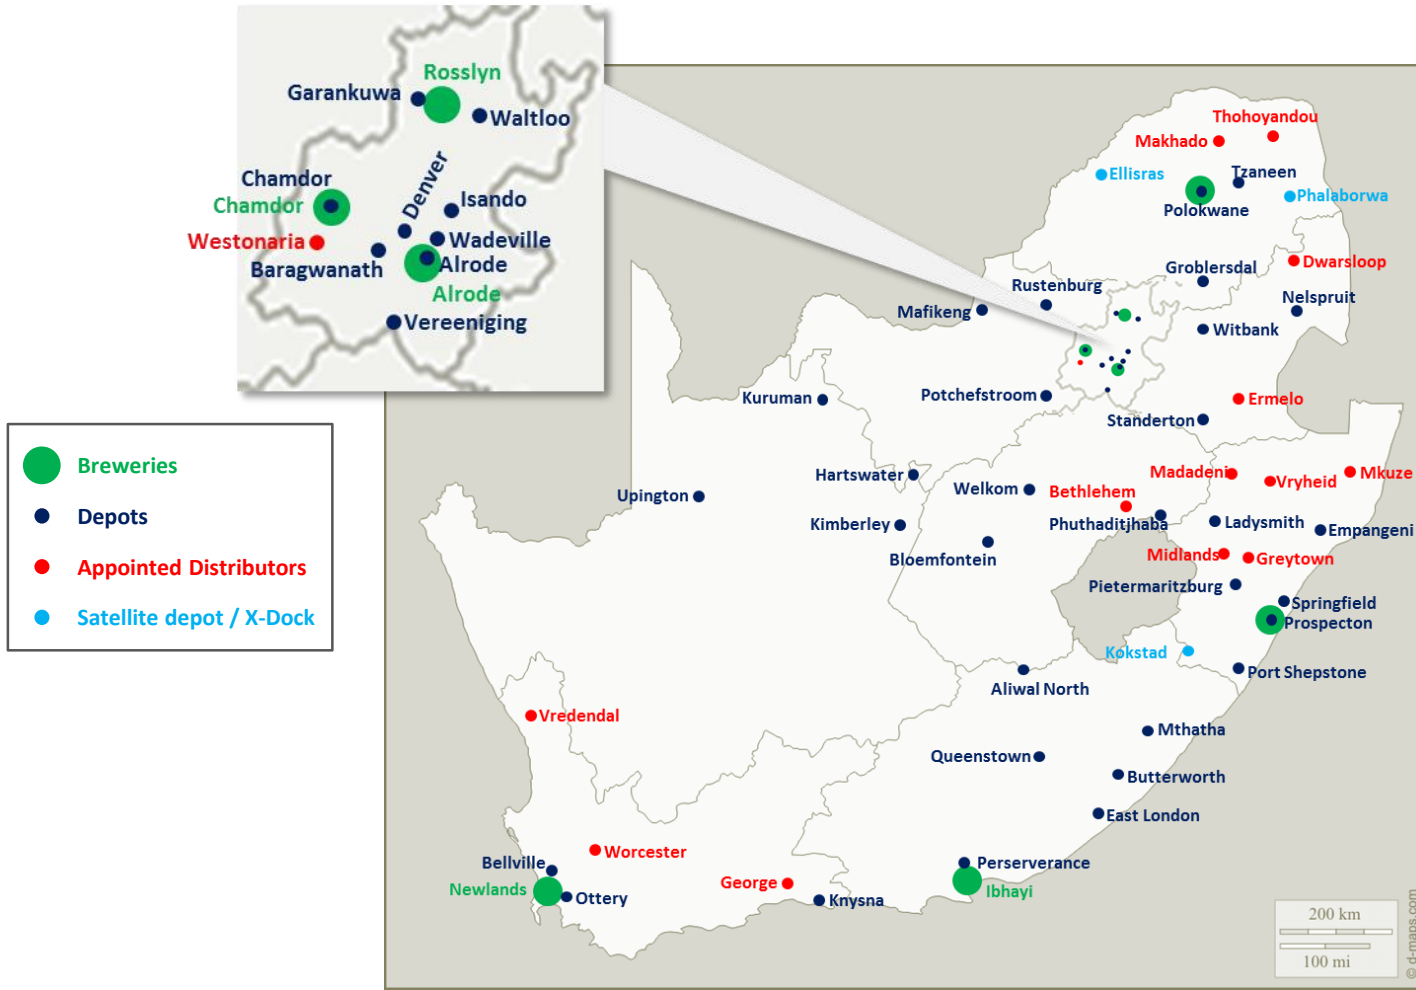 Rosslyn
Garankuwa
Waltloo
Chamdor
Chamdor
Denver
Isando
Westonaria
Wadeville
Baragwanath
Alrode
Alrode
Vereeniging
Breweries
Depots
Appointed Distributors
Satellite depot / X-Dock
Thohoyandou
Makhado
Ellisras
Tzaneen
Phalaborwa
Polokwane
Groblersdal
Dwarsloop
Rustenburg
Nelspruit
Mafikeng
Witbank
Kuruman
Potchefstroom
Ermelo
Standerton
Hartswater
Madadeni
Mkuze
Vryheid
Upington
Welkom
Bethlehem
Kimberley
Phuthaditjhaba
Ladysmith
Empangeni
Bloemfontein
Midlands
Greytown
Pietermaritzburg
Springfield
Prospecton
Kokstad
Port Shepstone
Aliwal North
Vredendal
Mthatha
Queenstown
Butterworth
East London
Worcester
Bellville
Perserverance
George
Newlands
Ibhayi
Ottery
Knysna
200 km
100 mi
© d-maps.com